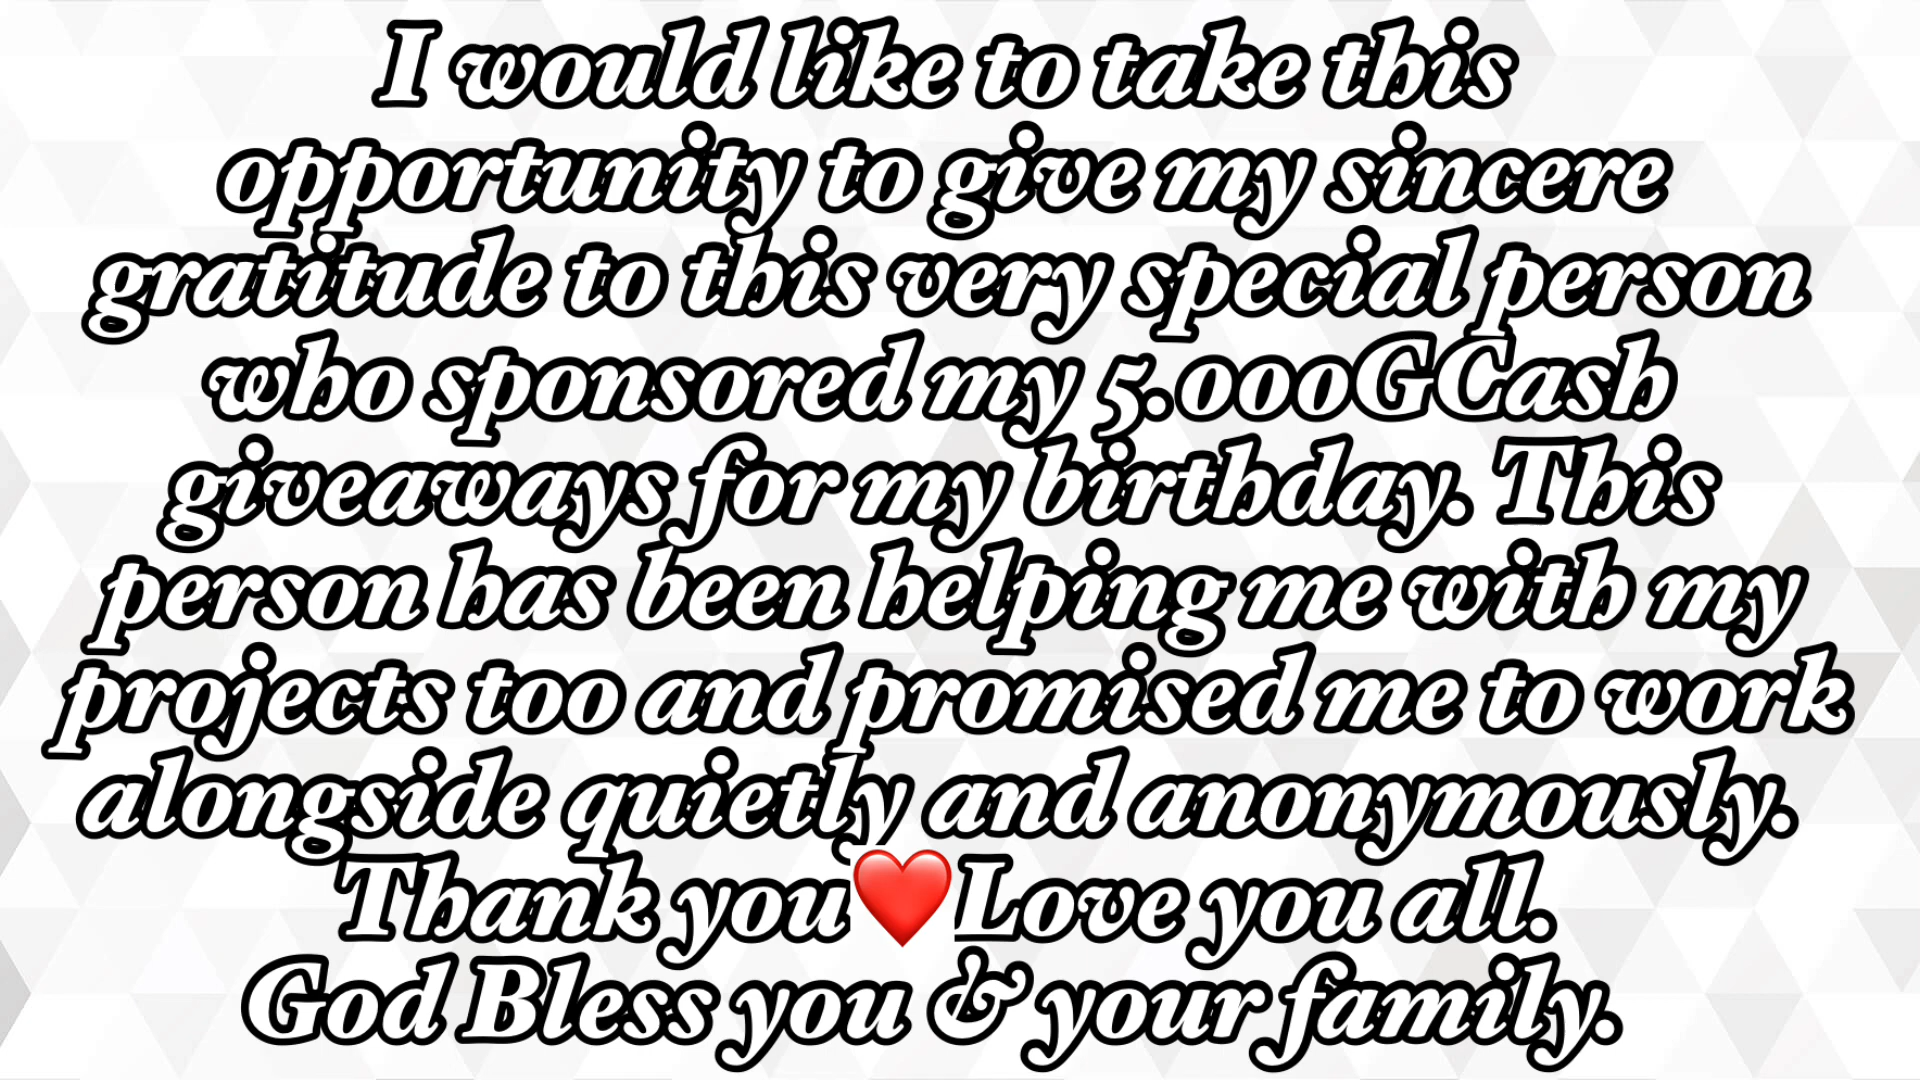 I would like to take this
opportunity to give my sincere
gratitude to this very special person
who sponsored my 5.000GCash
giveaways for my birthday. This
person has been helping me with my
projects too and promised me to work
alongside quietly and anonymously.
Thank you❤️Love you all.
God Bless you & your family.